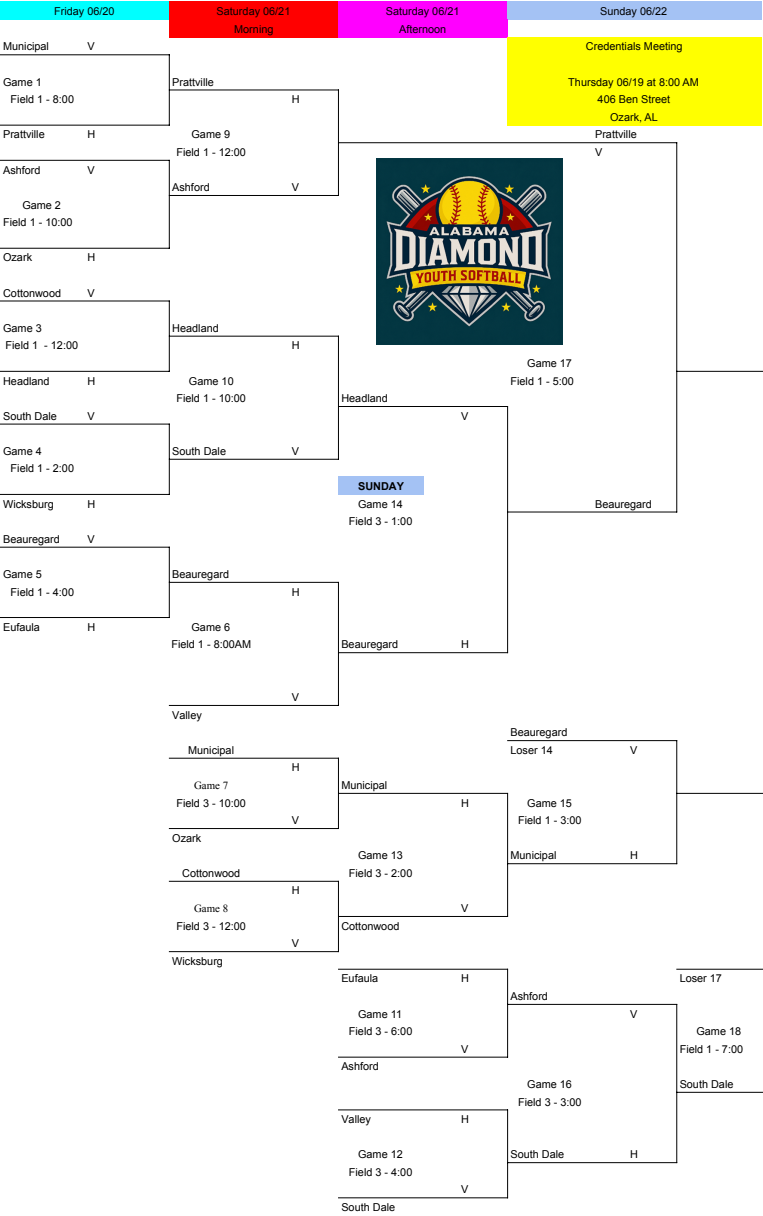 Friday 06/20
Saturday 06/21
Saturday 06/21
Sunday 06/22
Morning
Afternoon
Municipal V
Credentials Meeting
Game 1
Prattville
Thursday 06/19 at 8:00 AM
Field 1 - 8:00
H
406 Ben Street
Ozark, AL
Prattville H
Game 9
Prattville
Field 1 - 12:00
V
Ashford V
Ashford V
Game 2
Field 1 - 10:00
ALABAMA
DIAMOND
YOUTH SOFTBALL
Ozark H
Cottonwood V
Game 3
Headland
Field 1 - 12:00
H
Game 17
Headland H
Game 10
Field 1 - 5:00
Field 1 - 10:00
Headland
South Dale V
V
Game 4
South Dale V
Field 1 - 2:00
SUNDAY
Wicksburg H
Game 14
Beauregard
Field 3 - 1:00
Beauregard V
Game 5
Beauregard
Field 1 - 4:00
H
Eufaula H
Game 6
Field 1 - 8:00AM
Beauregard H
V
Valley
Beauregard
Municipal
Loser 14 V
H
Game 7
Municipal
Field 3 - 10:00
H
Game 15
V
Field 1 - 3:00
Ozark
Game 13
Municipal H
Cottonwood
Field 3 - 2:00
H
Game 8
V
Field 3 - 12:00
Cottonwood
V
Wicksburg
Eufaula H
Loser 17
Ashford
Game 11
V
Field 3 - 6:00
Game 18
V
Field 1 - 7:00
Ashford
Game 16
South Dale
Field 3 - 3:00
Valley H
Game 12
South Dale H
Field 3 - 4:00
V
South Dale